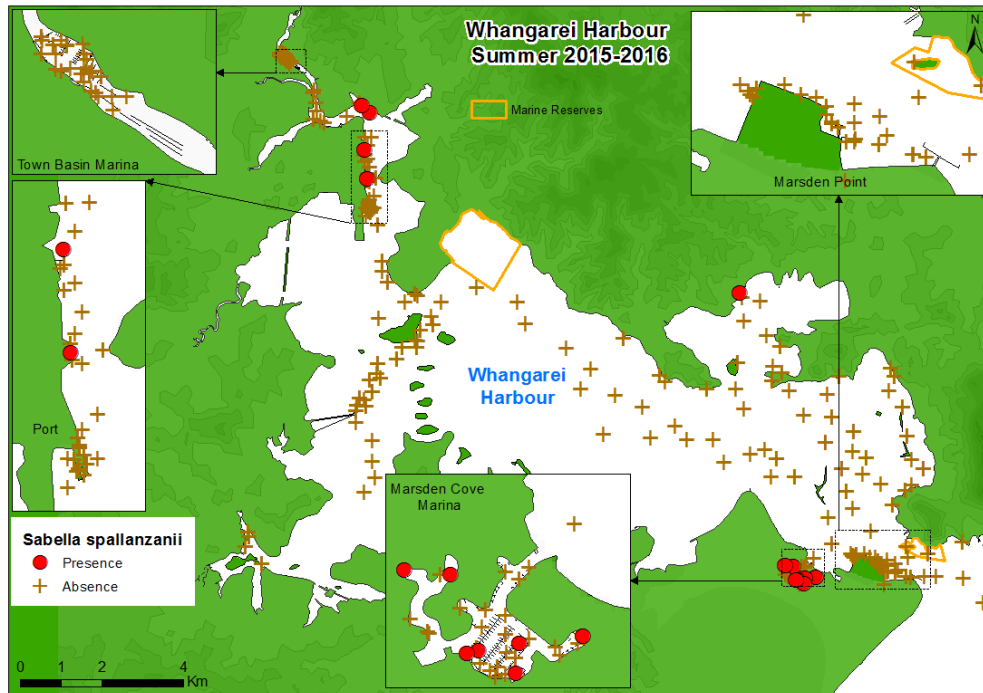 Whangarei Harbour
Summer 2015-2016
N
Marine Reserves
Town Basin Marina
Marsden Point
Whangarei
Harbour
Port
Marsden Cove
Marina
Sabella spallanzanii
Presence
Absence
0 1 2 4
Km